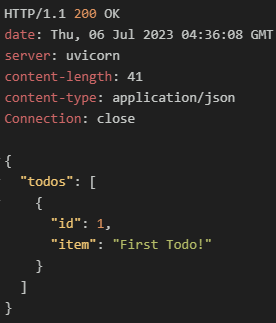 HTTP/1.1 200 OK
date: Thu, 06 Jul 2023 04:36:08 GMT
server: uvicorn
content-length: 41
content-type: application/json
Connection: close

{
  "todos": [
    {
      "id": 1,
      "item": "First Todo!"
    }
  ]
}